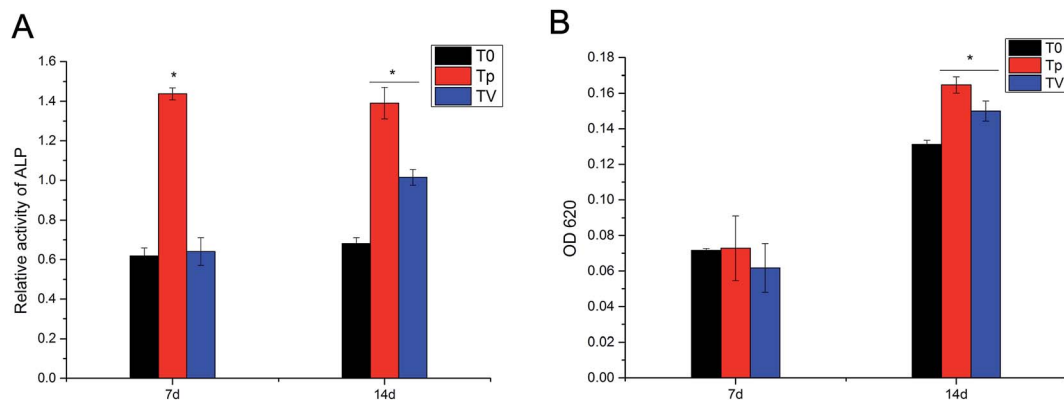 A
Relative activity of ALP
1.6
1.4
1.2
1.0
0.8
0.6
0.4
0.2
0.0
*
*
7d
14d
T0
Tp
TV
B
OD 620
0.18
0.16
0.14
0.12
0.10
0.08
0.06
0.04
0.02
0.00
*
7d
14d
T0
Tp
TV